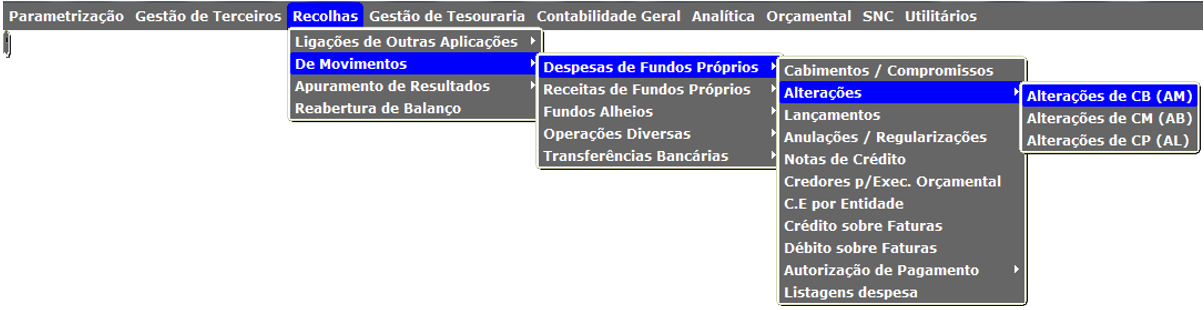 Parametrização Gestão de Terceiros Recolhas Gestão de Tesouraria Contabilidade Geral Analítica Orçamental SNC Utilitários
Ligações de Outras Aplicações
De Movimentos
Apuramento de Resultados
Reabertura de Balanço
Despesas de Fundos Próprios
Receitas de Fundos Próprios
Fundos Alheios
Operações Diversas
Transferências Bancárias
Cabimentos / Compromissos
Alterações
Lançamentos
Anulações / Regularizações
Notas de Crédito
Credores p/Exec. Orçamental
C.E por Entidade
Crédito sobre Faturas
Débito sobre Faturas
Autorização de Pagamento
Listagens despesa
Alterações de CB (AM)
Alterações de CM (AB)
Alterações de CP (AL)